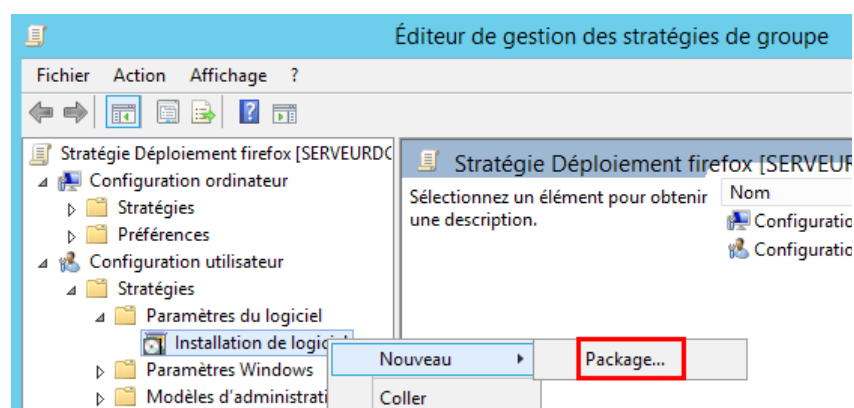 Éditeur de gestion des stratégies de groupe
Fichier Action Affichage ?
Stratégie Déploiement firefox [SERVEURDC
Configuration ordinateur
Stratégies
Préférences
Configuration utilisateur
Stratégies
Paramètres du logiciel
Installation de logiciel
Paramètres Windows
Modèles d'administrati
Stratégie Déploiement firefox [SERVEUR
Sélectionnez un élément pour obtenir
une description.
Nom
Configuratio
Configuratio
Nouveau
Coller
Package...